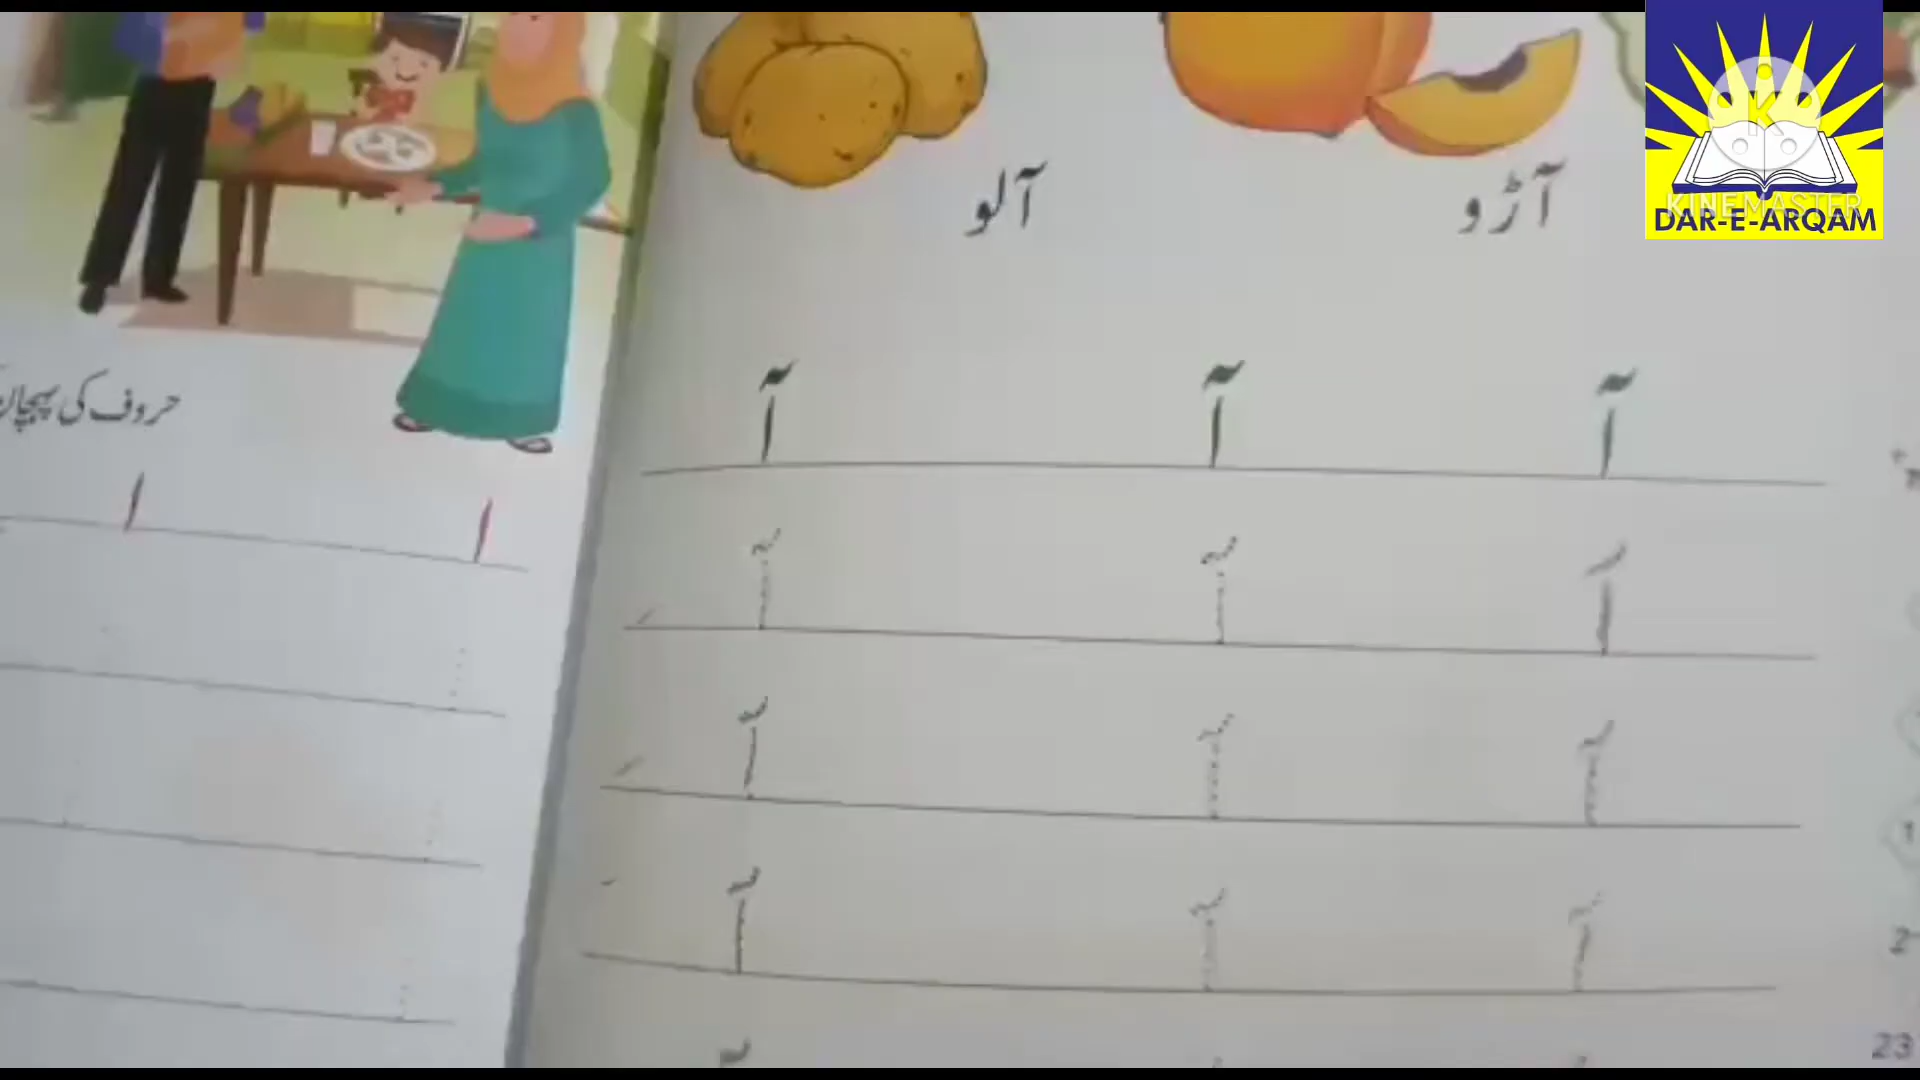 آڑو آلو
KINEMASTER
DAR-E-ARQAM
آ آ آ
آ آ آ
آ آ آ
آ آ آ
حروف کی پہچان
ا ا
23